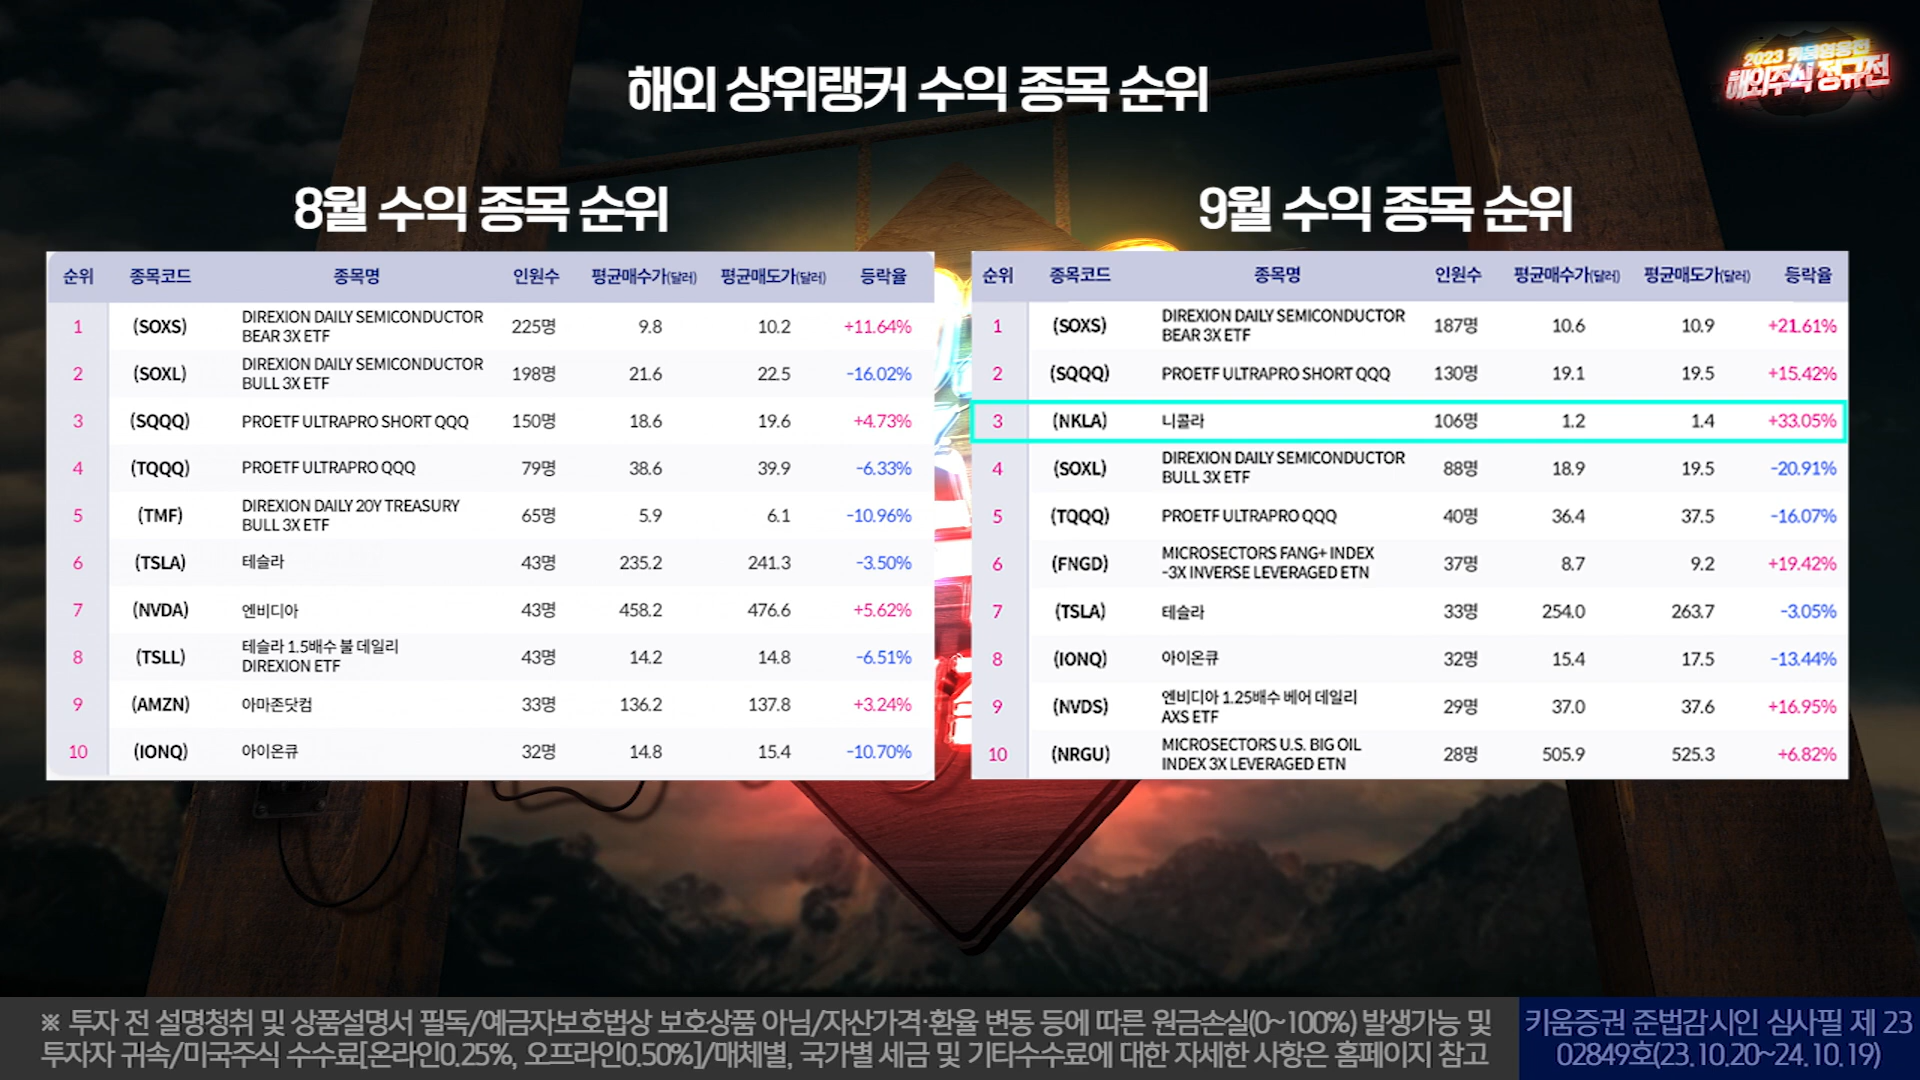 2023 키움영웅전
해외주식 정규전
해외 상위랭커 수익 종목 순위
8월 수익 종목 순위
순위 종목코드 종목명 인원수 평균매수가(달러) 평균매도가(달러) 등락율
1 (SOXS) DIREXION DAILY SEMICONDUCTOR
BEAR 3X ETF 225명 9.8 10.2 +11.64%
2 (SOXL) DIREXION DAILY SEMICONDUCTOR
BULL 3X ETF 198명 21.6 22.5 -16.02%
3 (SQQQ) PROETF ULTRAPRO SHORT QQQ 150명 18.6 19.6 +4.73%
4 (TQQQ) PROETF ULTRAPRO QQQ 79명 38.6 39.9 -6.33%
5 (TMF) DIREXION DAILY 20Y TREASURY
BULL 3X ETF 65명 5.9 6.1 -10.96%
6 (TSLA) 테슬라 43명 235.2 241.3 -3.50%
7 (NVDA) 엔비디아 43명 458.2 476.6 +5.62%
8 (TSLL) 테슬라 1.5배수 불 데일리
DIREXION ETF 43명 14.2 14.8 -6.51%
9 (AMZN) 아마존닷컴 33명 136.2 137.8 +3.24%
10 (IONQ) 아이온큐 32명 14.8 15.4 -10.70%
9월 수익 종목 순위
순위 종목코드 종목명 인원수 평균매수가(달러) 평균매도가(달러) 등락율
1 (SOXS) DIREXION DAILY SEMICONDUCTOR
BEAR 3X ETF 187명 10.6 10.9 +21.61%
2 (SQQQ) PROETF ULTRAPRO SHORT QQQ 130명 19.1 19.5 +15.42%
3 (NKLA) 니콜라 106명 1.2 1.4 +33.05%
4 (SOXL) DIREXION DAILY SEMICONDUCTOR
BULL 3X ETF 88명 18.9 19.5 -20.91%
5 (TQQQ) PROETF ULTRAPRO QQQ 40명 36.4 37.5 -16.07%
6 (FNGD) MICROSECTORS FANG+ INDEX
-3X INVERSE LEVERAGED ETN 37명 8.7 9.2 +19.42%
7 (TSLA) 테슬라 33명 254.0 263.7 -3.05%
8 (IONQ) 아이온큐 32명 15.4 17.5 -13.44%
9 (NVDS) 엔비디아 1.25배수 베어 데일리
AXS ETF 29명 37.0 37.6 +16.95%
10 (NRGU) MICROSECTORS U.S. BIG OIL
INDEX 3X LEVERAGED ETN 28명 505.9 525.3 +6.82%
※ 투자 전 설명청취 및 상품설명서 필독/예금자보호법상 보호상품 아님/자산가격·환율 변동 등에 따른 원금손실(0~100%) 발생가능 및
투자자 귀속/미국주식 수수료[온라인0.25%, 오프라인0.50%]/매체별, 국가별 세금 및 기타수수료에 대한 자세한 사항은 홈페이지 참고
키움증권 준법감시인 심사필 제 23
02849호(23.10.20~24.10.19)